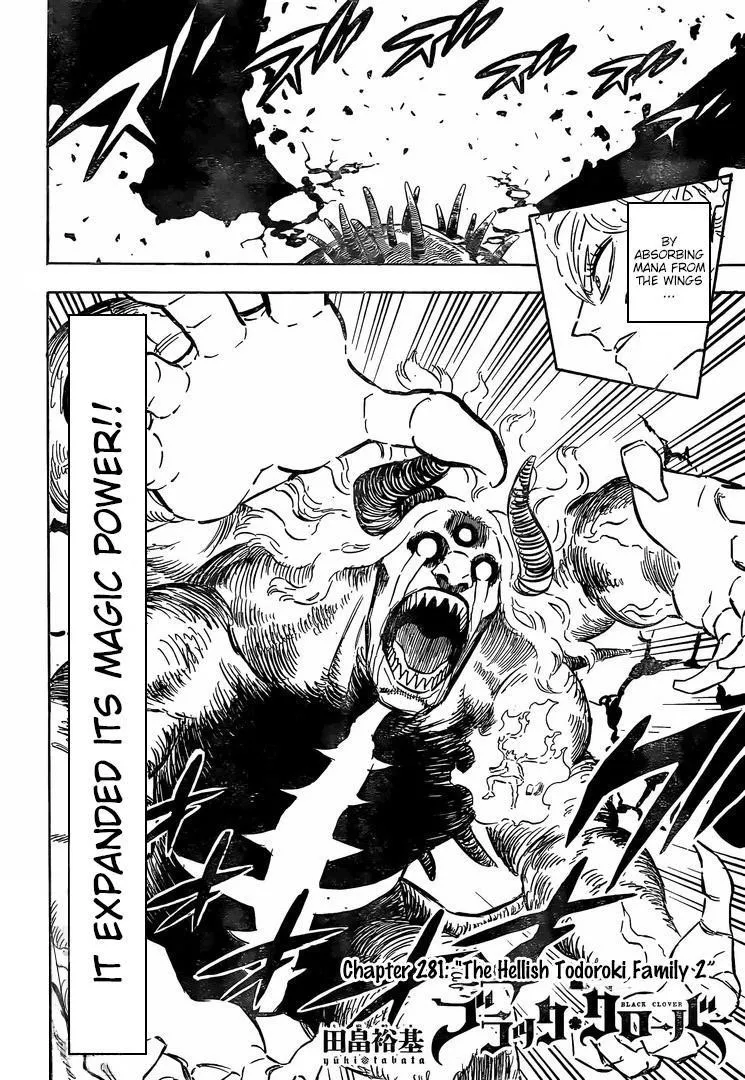 BY
ABSORBING
MANA FROM
THE WINGS
...
IT EXPANDED ITS MAGIC POWER!!
Chapter 281: "The Hellish Todoroki Family 2"
BLACK CLOVER
ブラック★クローバー
田畠裕基
yūki★tabata